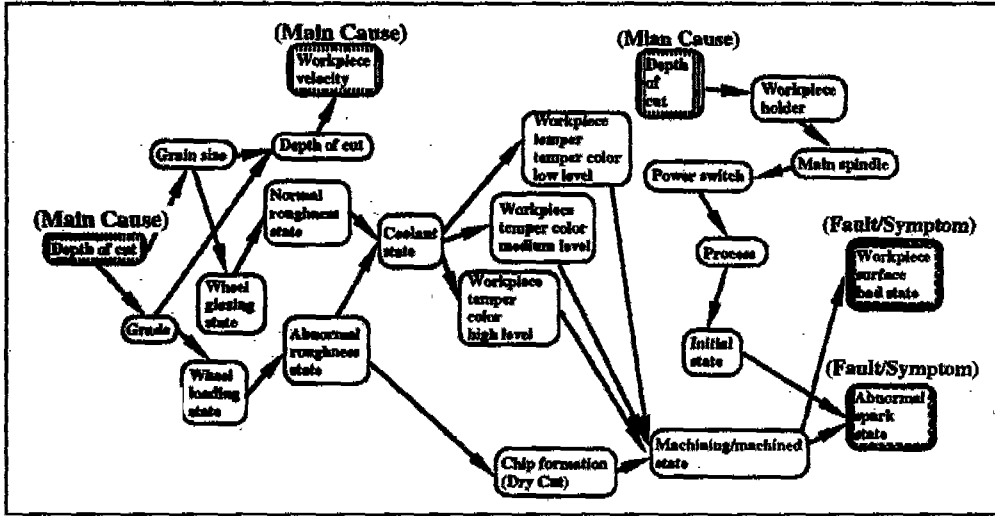 (Main Cause)
Workpiece
velocity
(Mian Cause)
Depth
of
cut
Workpiece
holder
Grain size
Depth of cut
Workpiece
temper
temper color
low level
Power switch
Main spindle
(Main Cause)
Depth of cut
Normal
roughness
state
Coolant
state
Workpiece
temper color
medium level
Process
(Fault/Symptom)
Workpiece
surface
bad state
Wheel
glazing
state
Workpiece
temper
color
high level
Grade
Abnormal
roughness
state
Initial
state
(Fault/Symptom)
Wheel
loading
state
Abnormal
spark
state
Machining/machined
state
Chip formation
(Dry Cut)